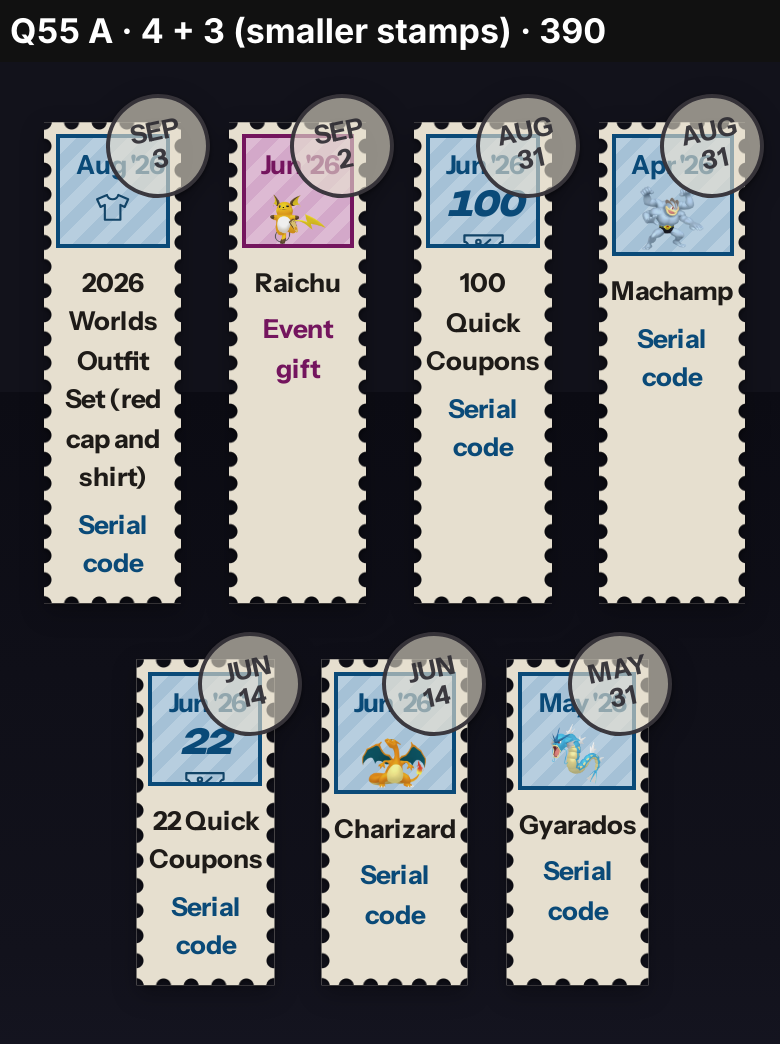 Q55 A · 4 + 3 (smaller stamps) · 390
SEP
3
Aug '26
2026
Worlds
Outfit
Set (red
cap and
shirt)
Serial
code
SEP
2
Jun '26
Raichu
Event
gift
AUG
31
Jun '26
100
100
Quick
Coupons
Serial
code
AUG
31
Apr '26
Machamp
Serial
code
JUN
14
Jun '26
22
22 Quick
Coupons
Serial
code
JUN
14
Jun '26
Charizard
Serial
code
MAY
31
May '26
Gyarados
Serial
code